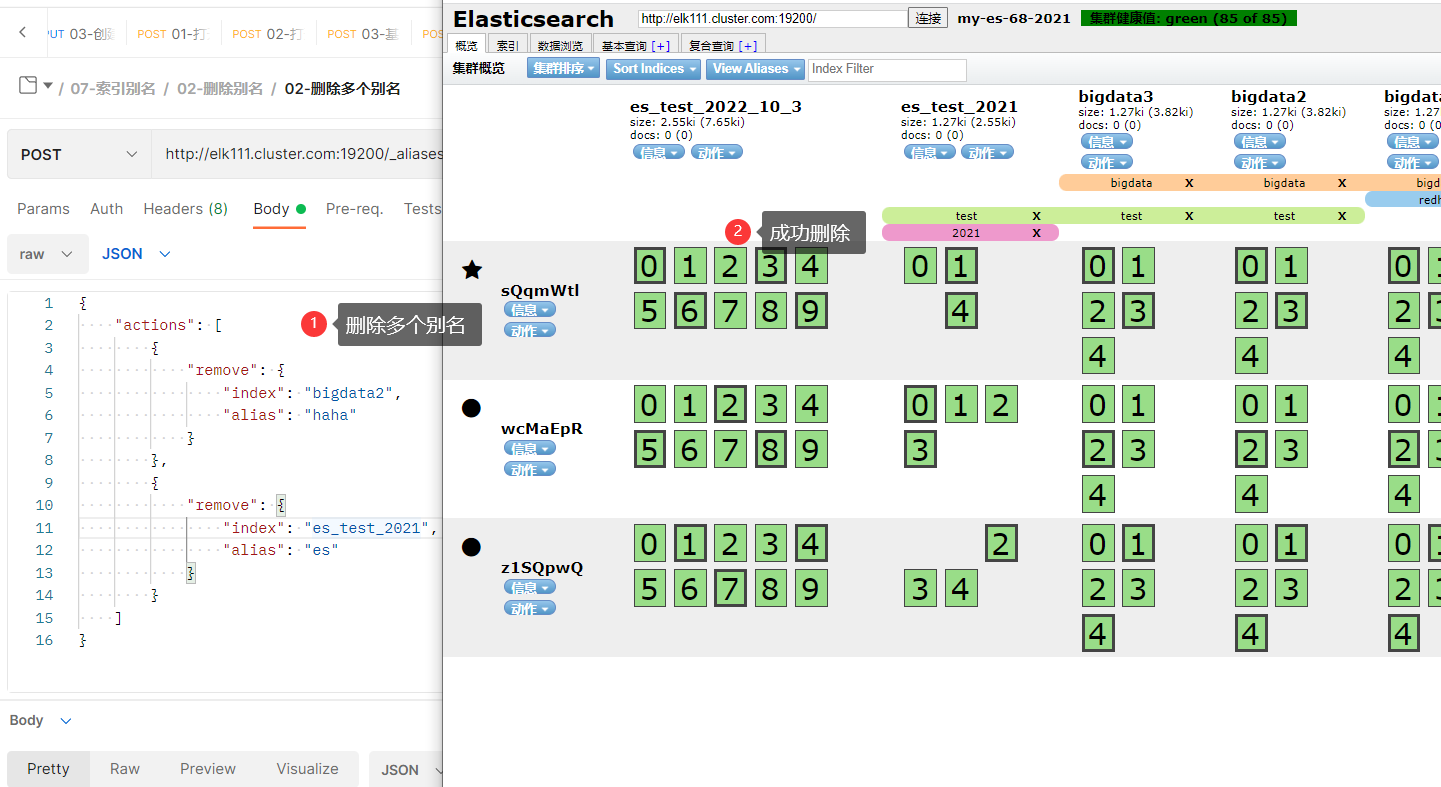 UT 03-创建
POST 01-打
POST 02-打
POST 03-基
POS
/ 07-索引别名 / 02-删除别名 / 02-删除多个别名
POST
http://elk111.cluster.com:19200/_aliases
Params Auth Headers (8) Body Pre-req. Tests
raw JSON
1 {
2 "actions": [
3 {
4 "remove": {
5 "index": "bigdata2",
6 "alias": "haha"
7 }
8 },
9 {
10 "remove": {
11 "index": "es_test_2021",
12 "alias": "es"
13 }
14 }
15 ]
16 }
1 删除多个别名
Body
Pretty Raw Preview Visualize JSON
Elasticsearch http://elk111.cluster.com:19200/ 连接 my-es-68-2021 集群健康值: green (85 of 85)
概览 索引 数据浏览 基本查询 [+] 复合查询 [+]
集群概览 集群排序 Sort Indices View Aliases Index Filter
es_test_2022_10_3
size: 2.55ki (7.65ki)
docs: 0 (0)
信息 动作
es_test_2021
size: 1.27ki (2.55ki)
docs: 0 (0)
信息 动作
bigdata3
size: 1.27ki (3.82ki)
docs: 0 (0)
信息
动作
bigdata2
size: 1.27ki (3.82ki)
docs: 0 (0)
信息
动作
bigdata
size: 1.27
docs: 0 (0)
信息
动作
bigdata X bigdata X bigd
redh
test X test X test X
2021 X
2 成功删除
sQqmWtl
信息
动作
0 1 2 3 4 0 1 0 1 0 1 0 1
5 6 7 8 9 4 2 3 2 3 2 3
4 4 4
wcMaEpR
信息
动作
0 1 2 3 4 0 1 2 0 1 0 1 0 1
5 6 7 8 9 3 2 3 2 3 2 3
4 4 4
z1SQpwQ
信息
动作
0 1 2 3 4 2 0 1 0 1 0 1
5 6 7 8 9 3 4 2 3 2 3 2 3
4 4 4